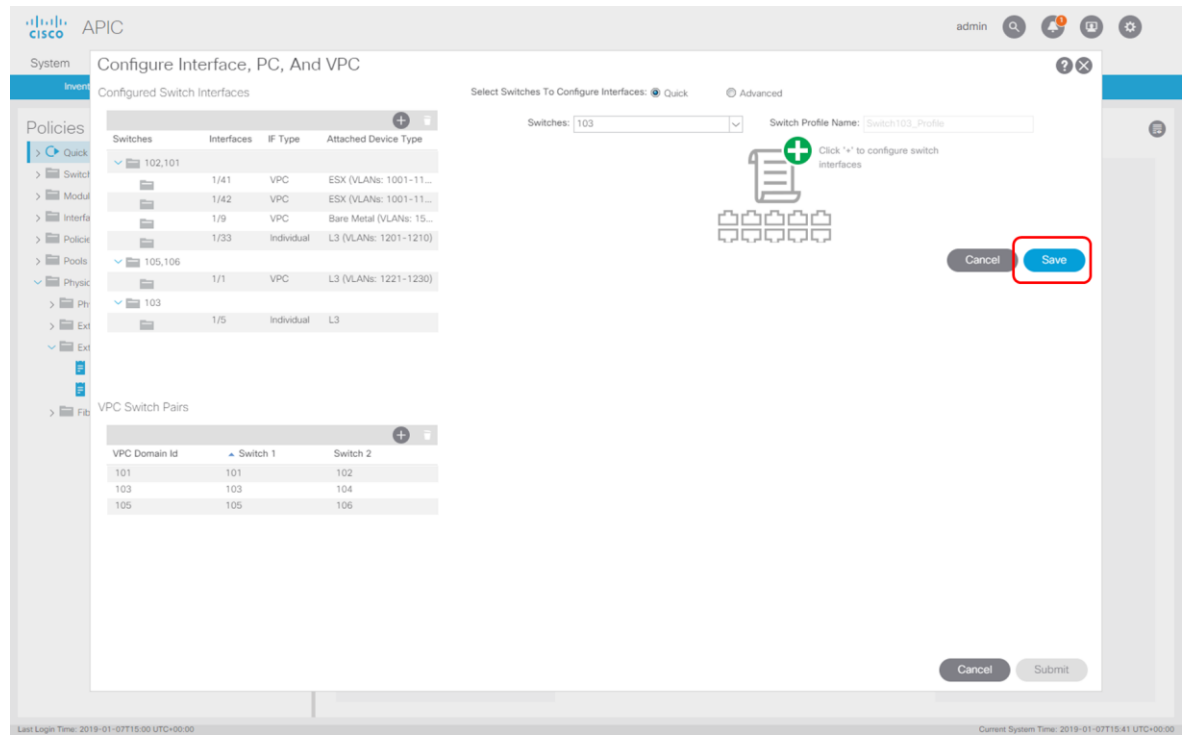 cisco APIC
admin
1
System
Configure Interface, PC, And VPC
Invent
Configured Switch Interfaces
Select Switches To Configure Interfaces: Quick Advanced
Policies
Switches: 103 Switch Profile Name: Switch103_Profile
Switches Interfaces IF Type Attached Device Type
Click '+' to configure switch
interfaces
Quick
102,101
Switch
1/41 VPC ESX (VLANs: 1001-11...
Modul
1/42 VPC ESX (VLANs: 1001-11...
Interfa
1/9 VPC Bare Metal (VLANs: 15...
Policie
1/33 Individual L3 (VLANs: 1201-1210)
Pools
105,106
Cancel Save
Physic
1/1 VPC L3 (VLANs: 1221-1230)
Ph
103
Ext
1/5 Individual L3
Ext
Fib
VPC Switch Pairs
VPC Domain Id Switch 1 Switch 2
101 101 102
103 103 104
105 105 106
Cancel Submit
Last Login Time: 2019-01-07T15:00 UTC+00:00
Current System Time: 2019-01-07T15:41 UTC+00:00